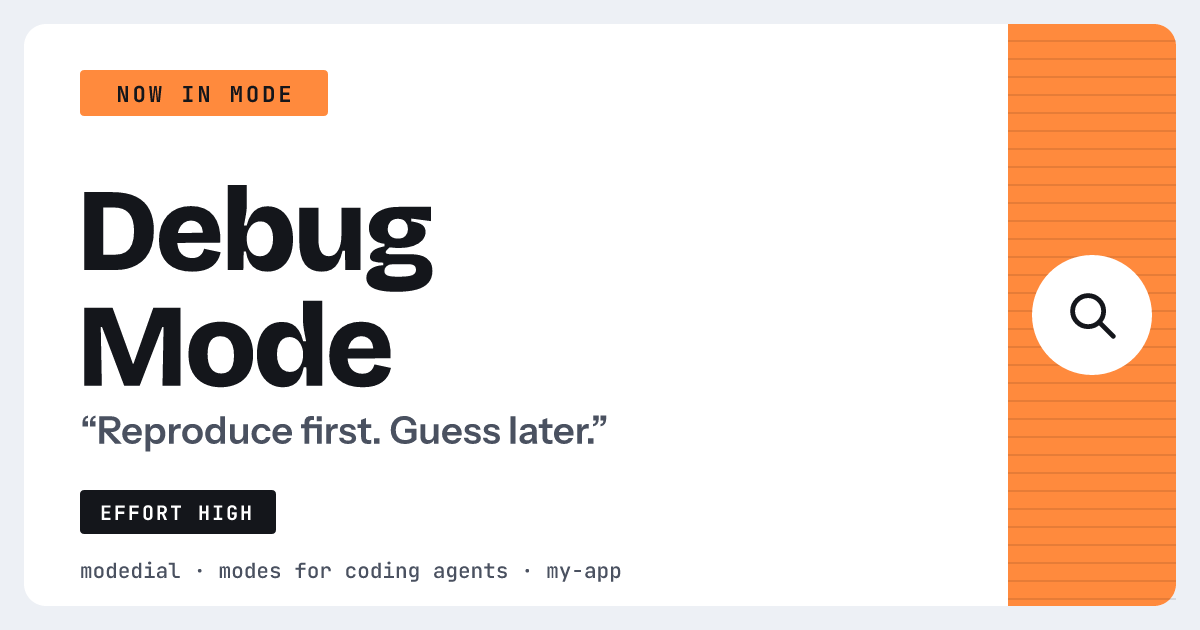 NOW IN MODE
Debug
Mode
“Reproduce first. Guess later.”
EFFORT HIGH
modedial · modes for coding agents · my-app